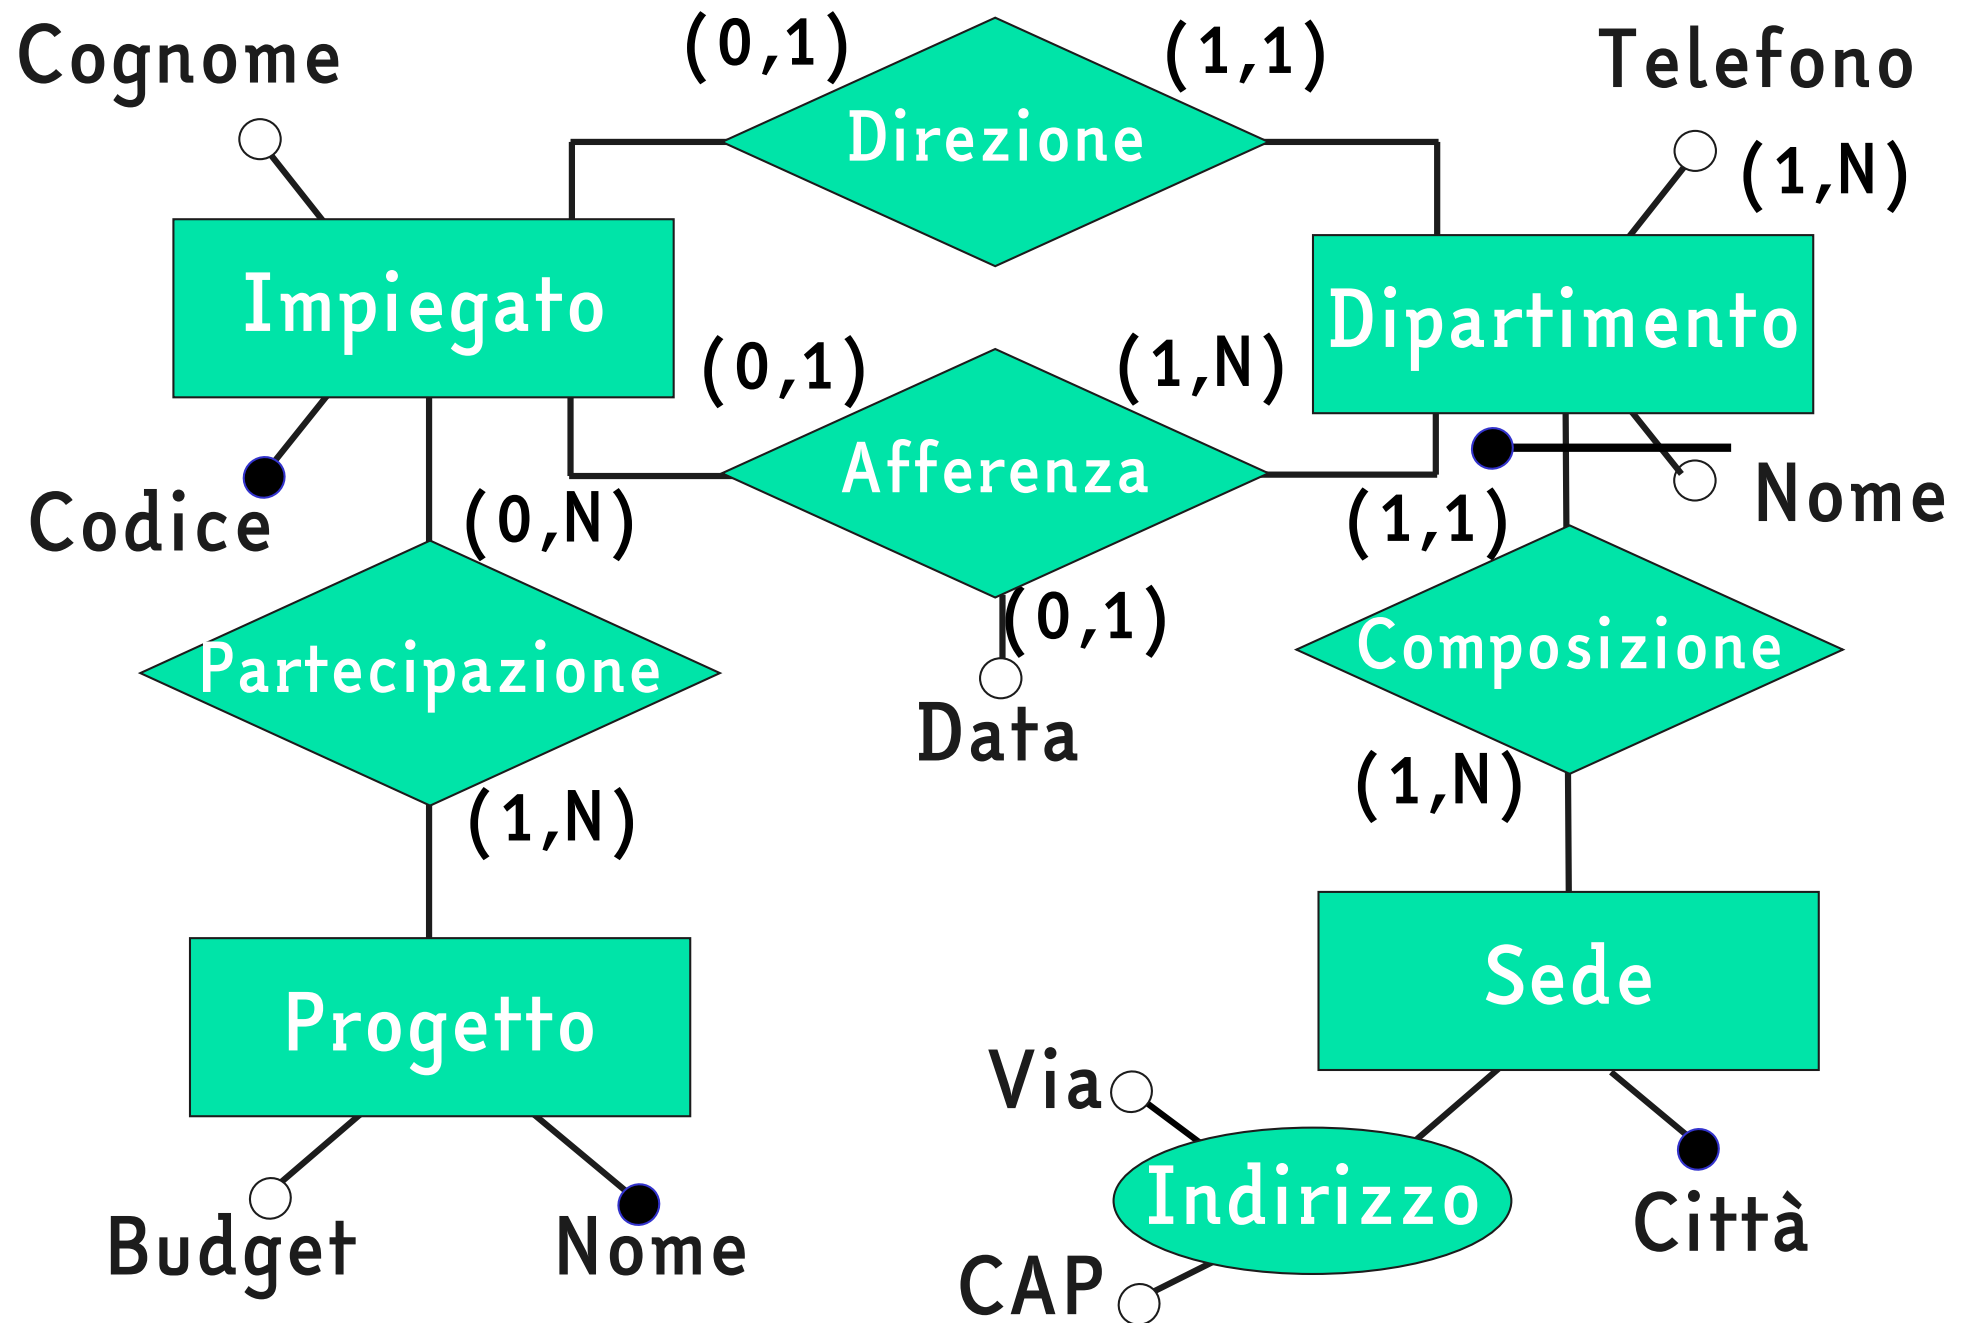 Cognome
(0,1)
(1,1)
Telefono
Direzione
(1,N)
Impiegato
Dipartimento
(0,1)
(1,N)
Afferenza
Codice
(0,N)
(1,1)
Nome
(0,1)
Partecipazione
Composizione
Data
(1,N)
(1,N)
Progetto
Sede
Via
Indirizzo
Città
Budget
Nome
CAP